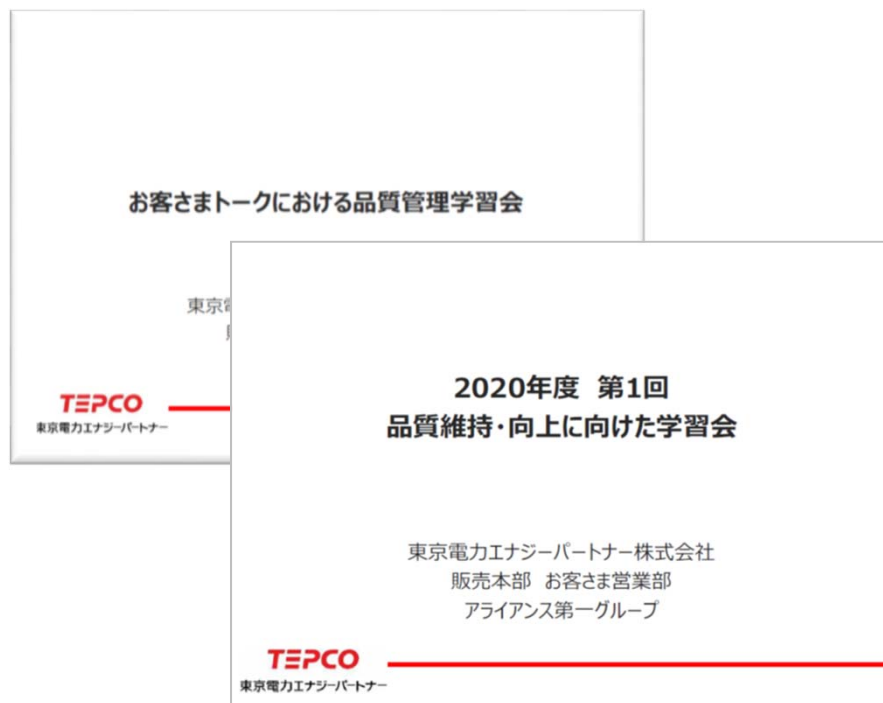 お客さまトークにおける品質管理学習会
東京
TEPCO
東京電力エナジーパートナー
2020年度 第1回
品質維持・向上に向けた学習会
東京電力エナジーパートナー株式会社
販売本部 お客さま営業部
アライアンス第一グループ
TEPCO
東京電力エナジーパートナー